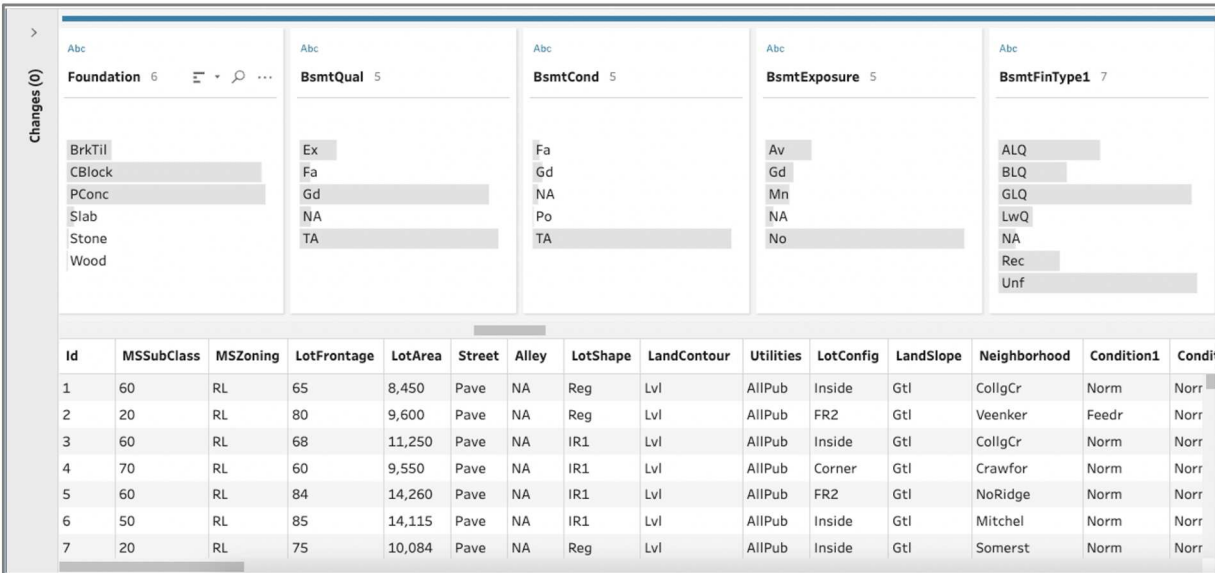 Changes (0)
Abc Abc Abc Abc Abc
Foundation 6 BsmtQual 5 BsmtCond 5 BsmtExposure 5 BsmtFinType1 7
BrkTil Ex Fa Av ALQ
CBlock Fa Gd Gd BLQ
PConc Gd NA Mn GLQ
Slab NA Po NA LwQ
Stone TA TA No NA
Wood Rec
Unf
Id MSSubClass MSZoning LotFrontage LotArea Street Alley LotShape LandContour Utilities LotConfig LandSlope Neighborhood Condition1 Condit
1 60 RL 65 8,450 Pave NA Reg Lvl AllPub Inside Gtl CollgCr Norm Norr
2 20 RL 80 9,600 Pave NA Reg Lvl AllPub FR2 Gtl Veenker Feedr Norr
3 60 RL 68 11,250 Pave NA IR1 Lvl AllPub Inside Gtl CollgCr Norm Norr
4 70 RL 60 9,550 Pave NA IR1 Lvl AllPub Corner Gtl Crawfor Norm Norr
5 60 RL 84 14,260 Pave NA IR1 Lvl AllPub FR2 Gtl NoRidge Norm Norr
6 50 RL 85 14,115 Pave NA IR1 Lvl AllPub Inside Gtl Mitchel Norm Norr
7 20 RL 75 10,084 Pave NA Reg Lvl AllPub Inside Gtl Somerst Norm Norr